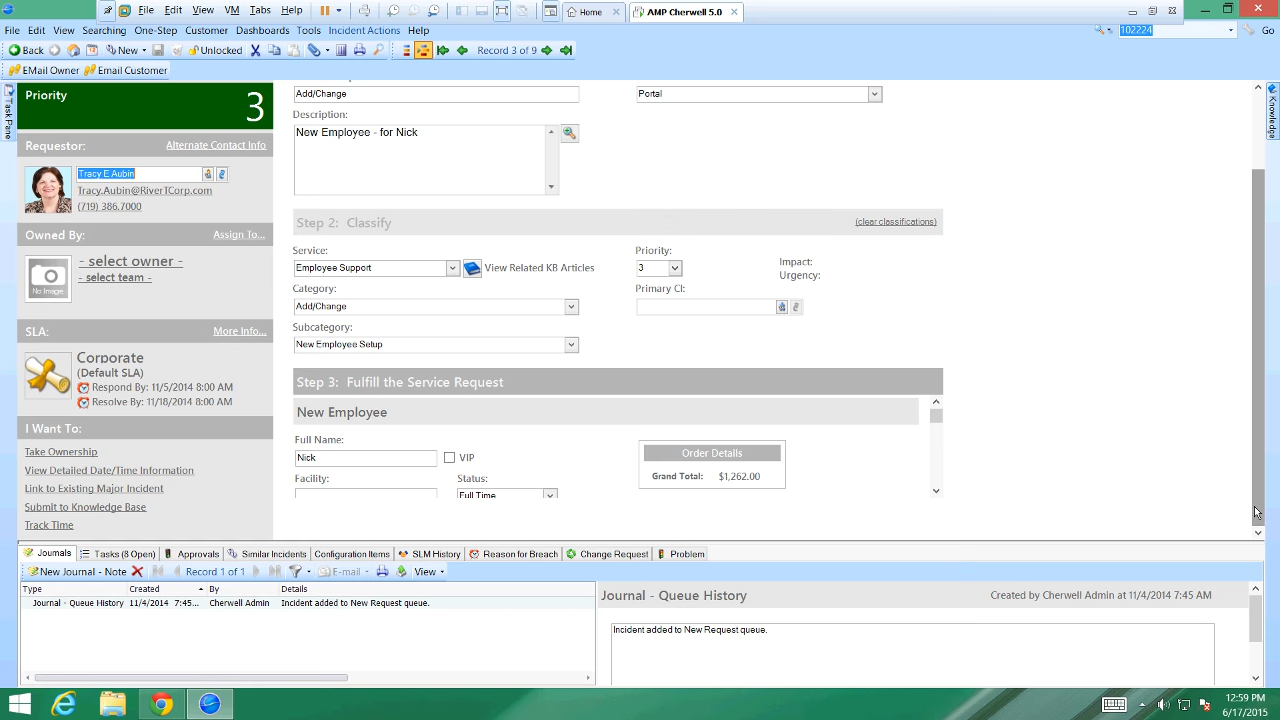 File Edit View Tabs Help
Home
AMP Cherwell 5.0
File Edit View Searching One-Step Customer Dashboards Tools Incident Actions Help
102224
Back
New
Unlocked
Record 3 of 9
Go
EMail Owner
Email Customer
Task Pane
Knowledge
Priority
3
Requestor:
Alternate Contact Info
Tracy E Aubin
Tracy.Aubin@RiverTCorp.com
(719) 386.7000
Owned By:
Assign To...
- select owner -
- select team -
No Image
SLA:
More Info...
Corporate
(Default SLA)
Respond By: 11/5/2014 8:00 AM
Resolve By: 11/18/2014 8:00 AM
I Want To:
Take Ownership
View Detailed Date/Time Information
Link to Existing Major Incident
Submit to Knowledge Base
Track Time
Add/Change
Portal
Description:
New Employee - for Nick
Step 2: Classify
(clear classifications)
Service:
Employee Support
View Related KB Articles
Priority:
3
Impact:
Urgency:
Category:
Add/Change
Primary CI:
Subcategory:
New Employee Setup
Step 3: Fulfill the Service Request
New Employee
Full Name:
Nick
VIP
Order Details
Grand Total: $1,262.00
Facility:
Status:
Full Time
Journals
Tasks (8 Open)
Approvals
Similar Incidents
Configuration Items
SLM History
Reason for Breach
Change Request
Problem
New Journal - Note
Record 1 of 1
E-mail
View
Type Created By Details
Journal - Queue History 11/4/2014 7:45... Cherwell Admin Incident added to New Request queue.
Journal - Queue History
Created by Cherwell Admin at 11/4/2014 7:45 AM
Incident added to New Request queue.
12:59 PM
6/17/2015